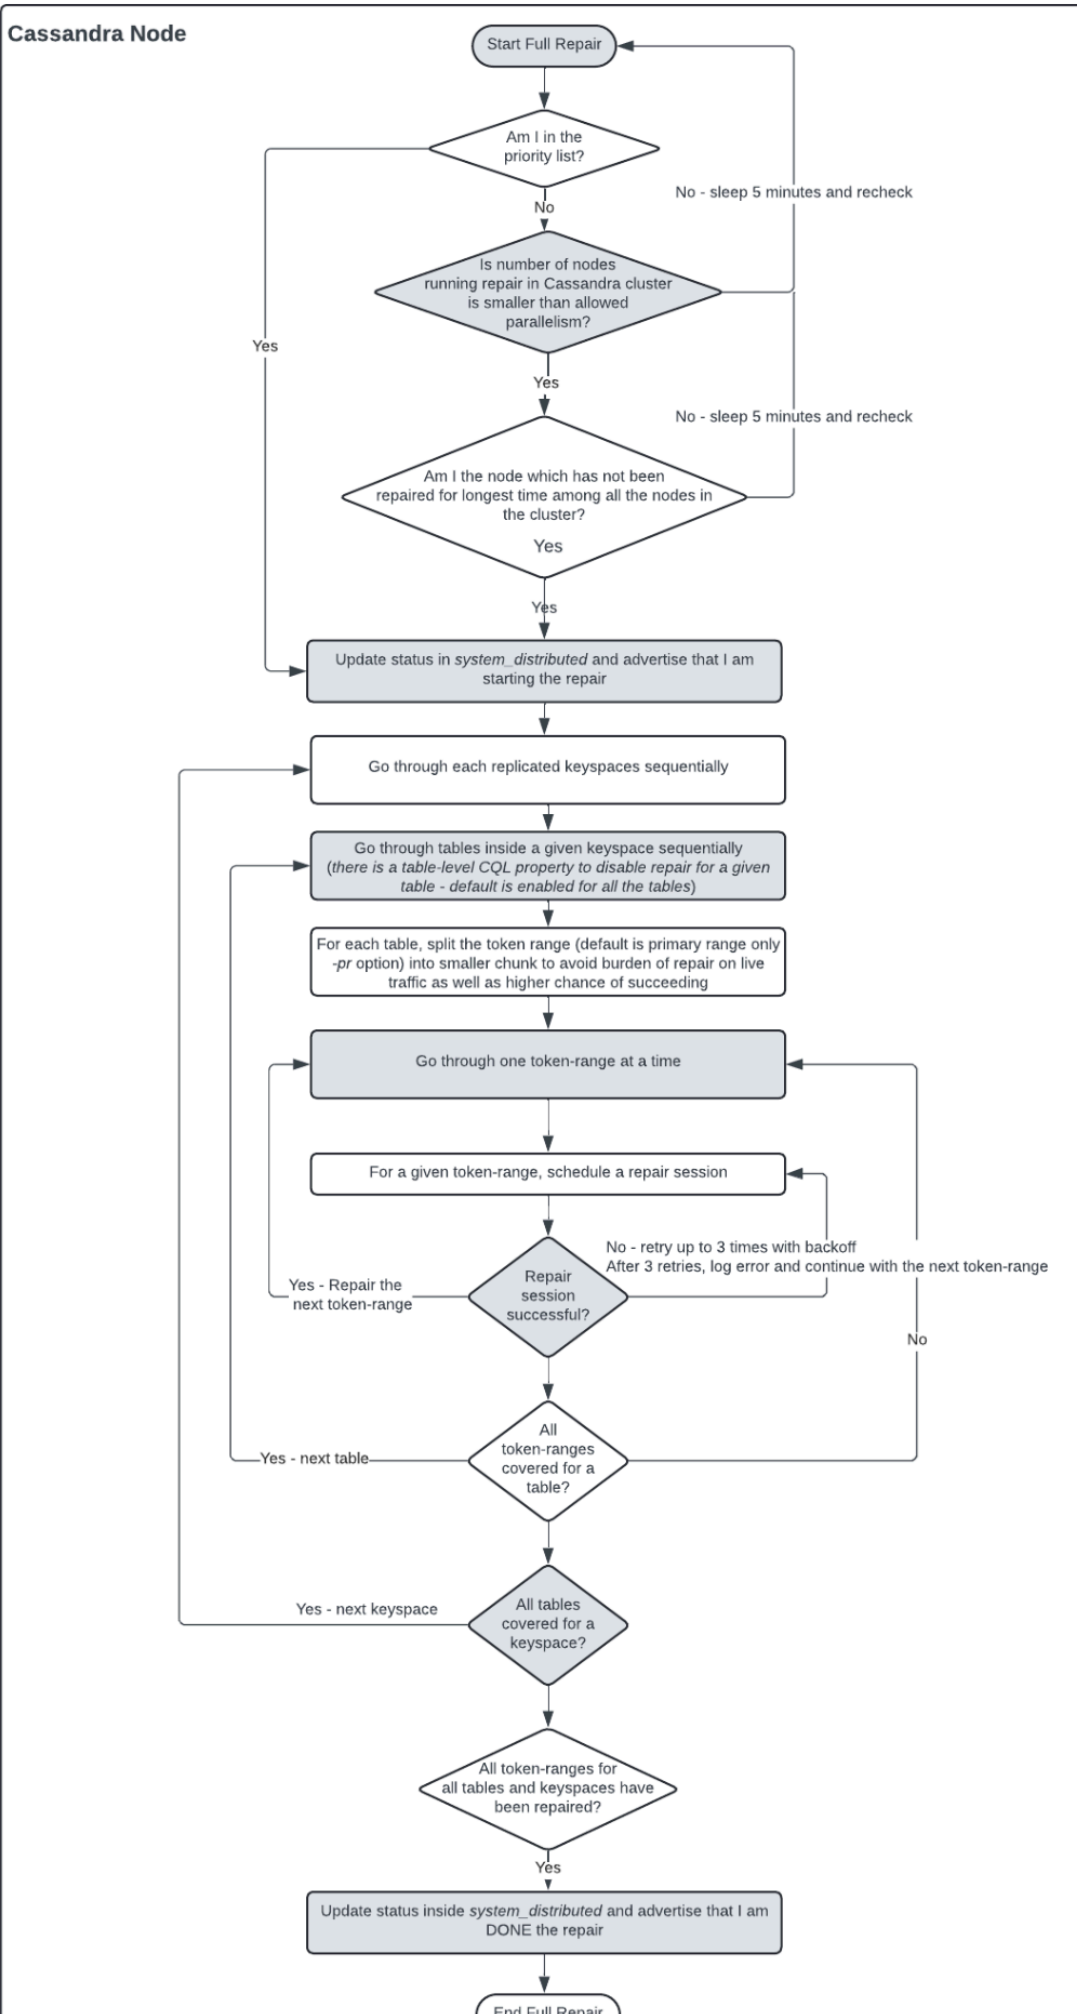 Cassandra Node
Start Full Repair
Am I in the
priority list?
No - sleep 5 minutes and recheck
No
Is number of nodes
running repair in Cassandra cluster
is smaller than allowed
parallelism?
Yes
Yes
No - sleep 5 minutes and recheck
Am I the node which has not been
repaired for longest time among all the nodes in
the cluster?
Yes
Yes
Update status in system_distributed and advertise that I am
starting the repair
Go through each replicated keyspaces sequentially
Go through tables inside a given keyspace sequentially
(there is a table-level CQL property to disable repair for a given
table - default is enabled for all the tables)
For each table, split the token range (default is primary range only
-pr option) into smaller chunk to avoid burden of repair on live
traffic as well as higher chance of succeeding
Go through one token-range at a time
For a given token-range, schedule a repair session
No - retry up to 3 times with backoff
After 3 retries, log error and continue with the next token-range
Repair
session
successful?
Yes - Repair the
next token-range
No
All
token-ranges
covered for a
table?
Yes - next table
All tables
covered for a
keyspace?
Yes - next keyspace
All token-ranges for
all tables and keyspaces have
been repaired?
Yes
Update status inside system_distributed and advertise that I am
DONE the repair
End Full Repair